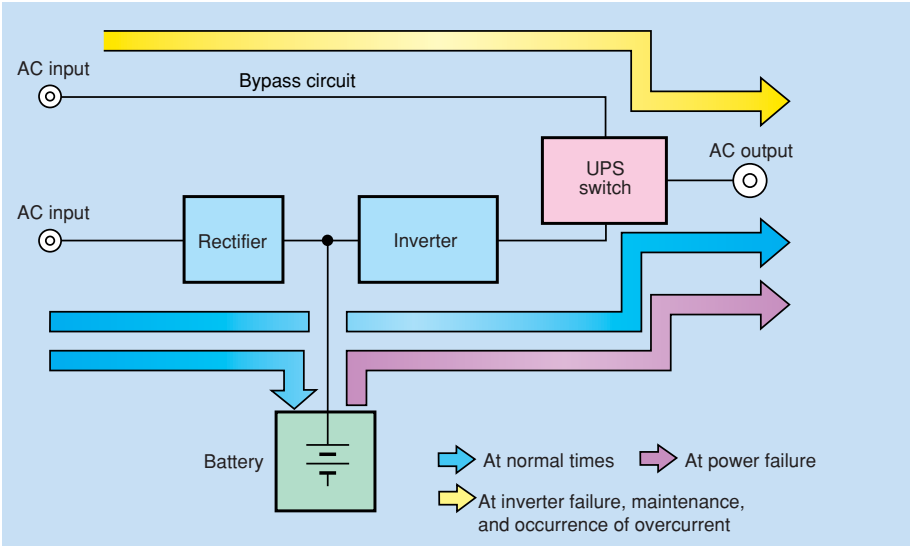 AC input
Bypass circuit
UPS
switch
AC output
AC input
Rectifier
Inverter
Battery
At normal times
At power failure
At inverter failure, maintenance,
and occurrence of overcurrent